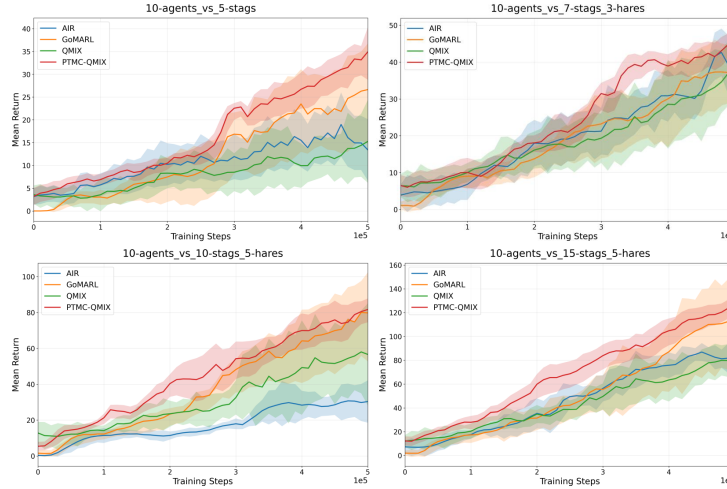 10-agents_vs_5-stags
40
35
30
25
20
15
10
5
0
Mean Return
AIR
GoMARL
QMIX
PTMC-QMIX
0 1 2 3 4 5
1e5
Training Steps
10-agents_vs_7-stags_3-hares
50
40
30
20
10
0
Mean Return
AIR
GoMARL
QMIX
PTMC-QMIX
0 1 2 3 4
Training Steps
10-agents_vs_10-stags_5-hares
100
80
60
40
20
0
Mean Return
AIR
GoMARL
QMIX
PTMC-QMIX
0 1 2 3 4 5
1e5
Training Steps
10-agents_vs_15-stags_5-hares
160
140
120
100
80
60
40
20
0
Mean Return
AIR
GoMARL
QMIX
PTMC-QMIX
0 1 2 3 4
Training Steps